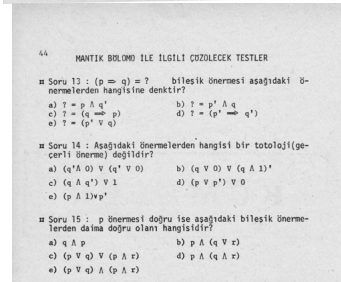 44
MANTIK BÖLÜMÜ İLE İLGİLİ ÇÖZÜLECEK TESTLER
¤ Soru 13 : (p ⇒ q) = ? bileşik önermesi aşağıdaki ö-
nermelerden hangisine denktir?
a) ? = p ∧ q' b) ? = p' ∧ q
c) ? = (q ⇒ p) d) ? = (p' ⇒ q')
e) ? = (p' ∨ q)
¤ Soru 14 : Aşağıdaki önermelerden hangisi bir totoloji(ge-
çerli önerme) değildir?
a) (q'∧ 0) ∨ (q' ∨ 0) b) (q ∨ 0) ∨ (q ∧ 1)'
c) (q ∧ q') ∨ 1 d) (p ∨ p') ∨ 0
e) (p ∧ 1)∨p'
¤ Soru 15 : p önermesi doğru ise aşağıdaki bileşik önerme-
lerden daima doğru olanı hangisidir?
a) q ∧ p b) p ∧ (q ∨ r)
c) (p ∨ q) ∨ (p ∧ r) d) p ∧ (q ∧ r)
e) (p ∨ q) ∧ (p ∧ r)